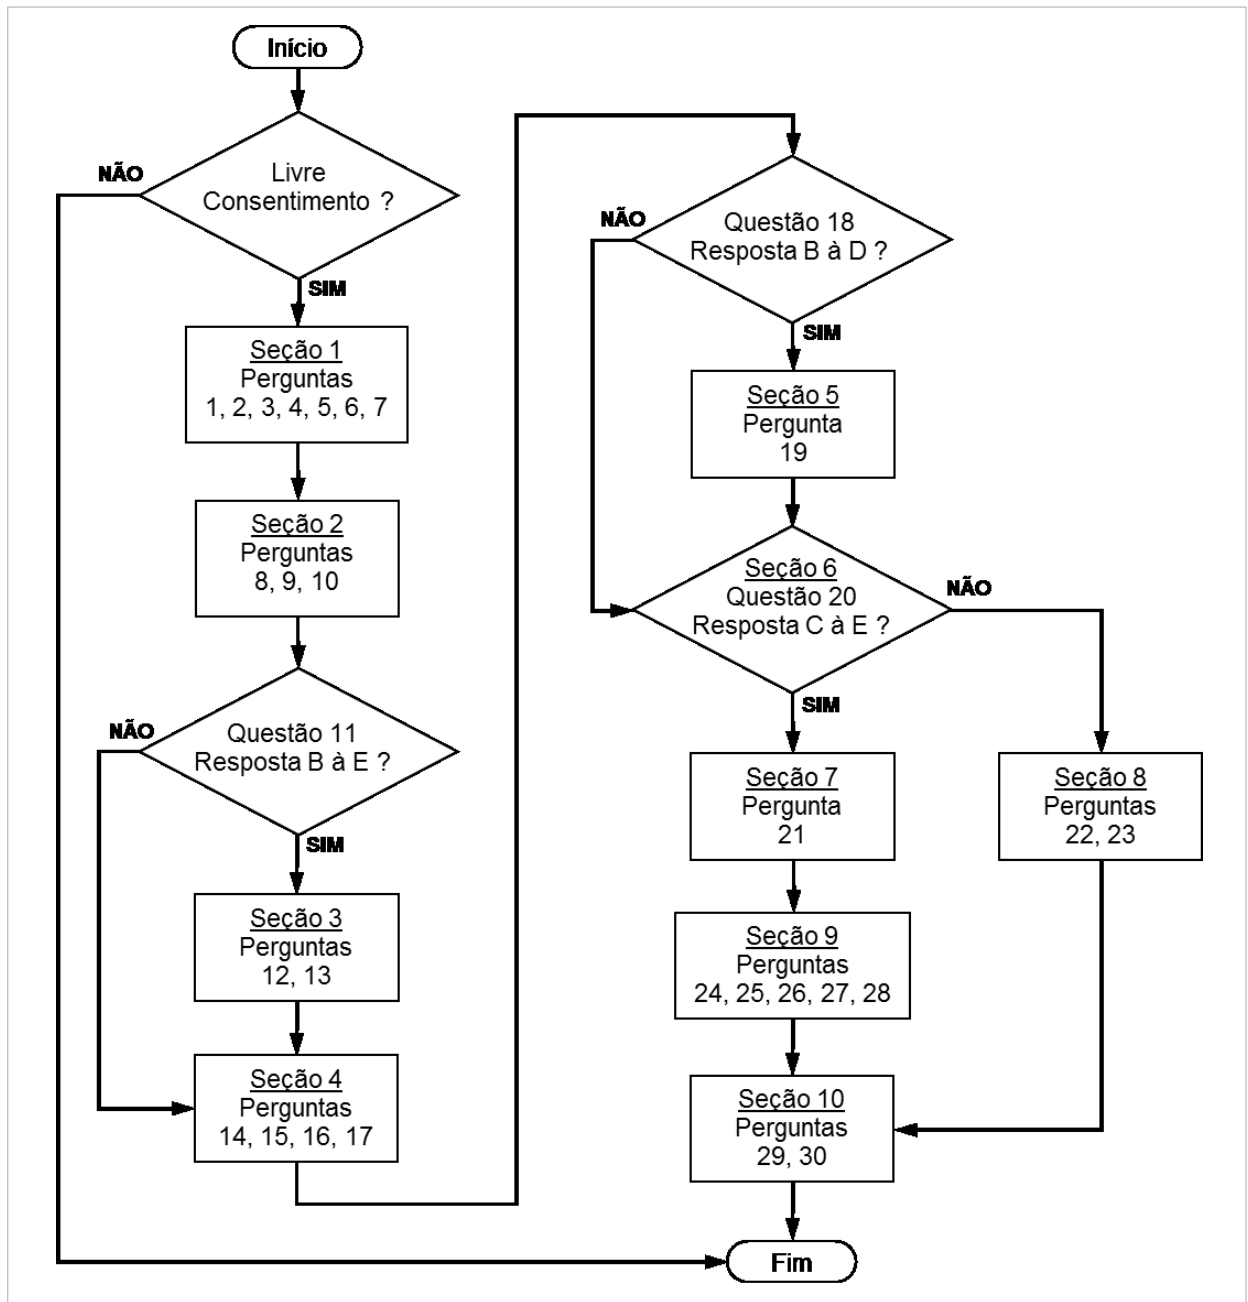 Início
Livre
Consentimento ?
NÃO
SIM
Seção 1
Perguntas
1, 2, 3, 4, 5, 6, 7
Seção 2
Perguntas
8, 9, 10
Questão 11
Resposta B à E ?
NÃO
SIM
Seção 3
Perguntas
12, 13
Seção 4
Perguntas
14, 15, 16, 17
Questão 18
Resposta B à D ?
NÃO
SIM
Seção 5
Pergunta
19
Seção 6
Questão 20
Resposta C à E ?
NÃO
SIM
Seção 7
Pergunta
21
Seção 8
Perguntas
22, 23
Seção 9
Perguntas
24, 25, 26, 27, 28
Seção 10
Perguntas
29, 30
Fim